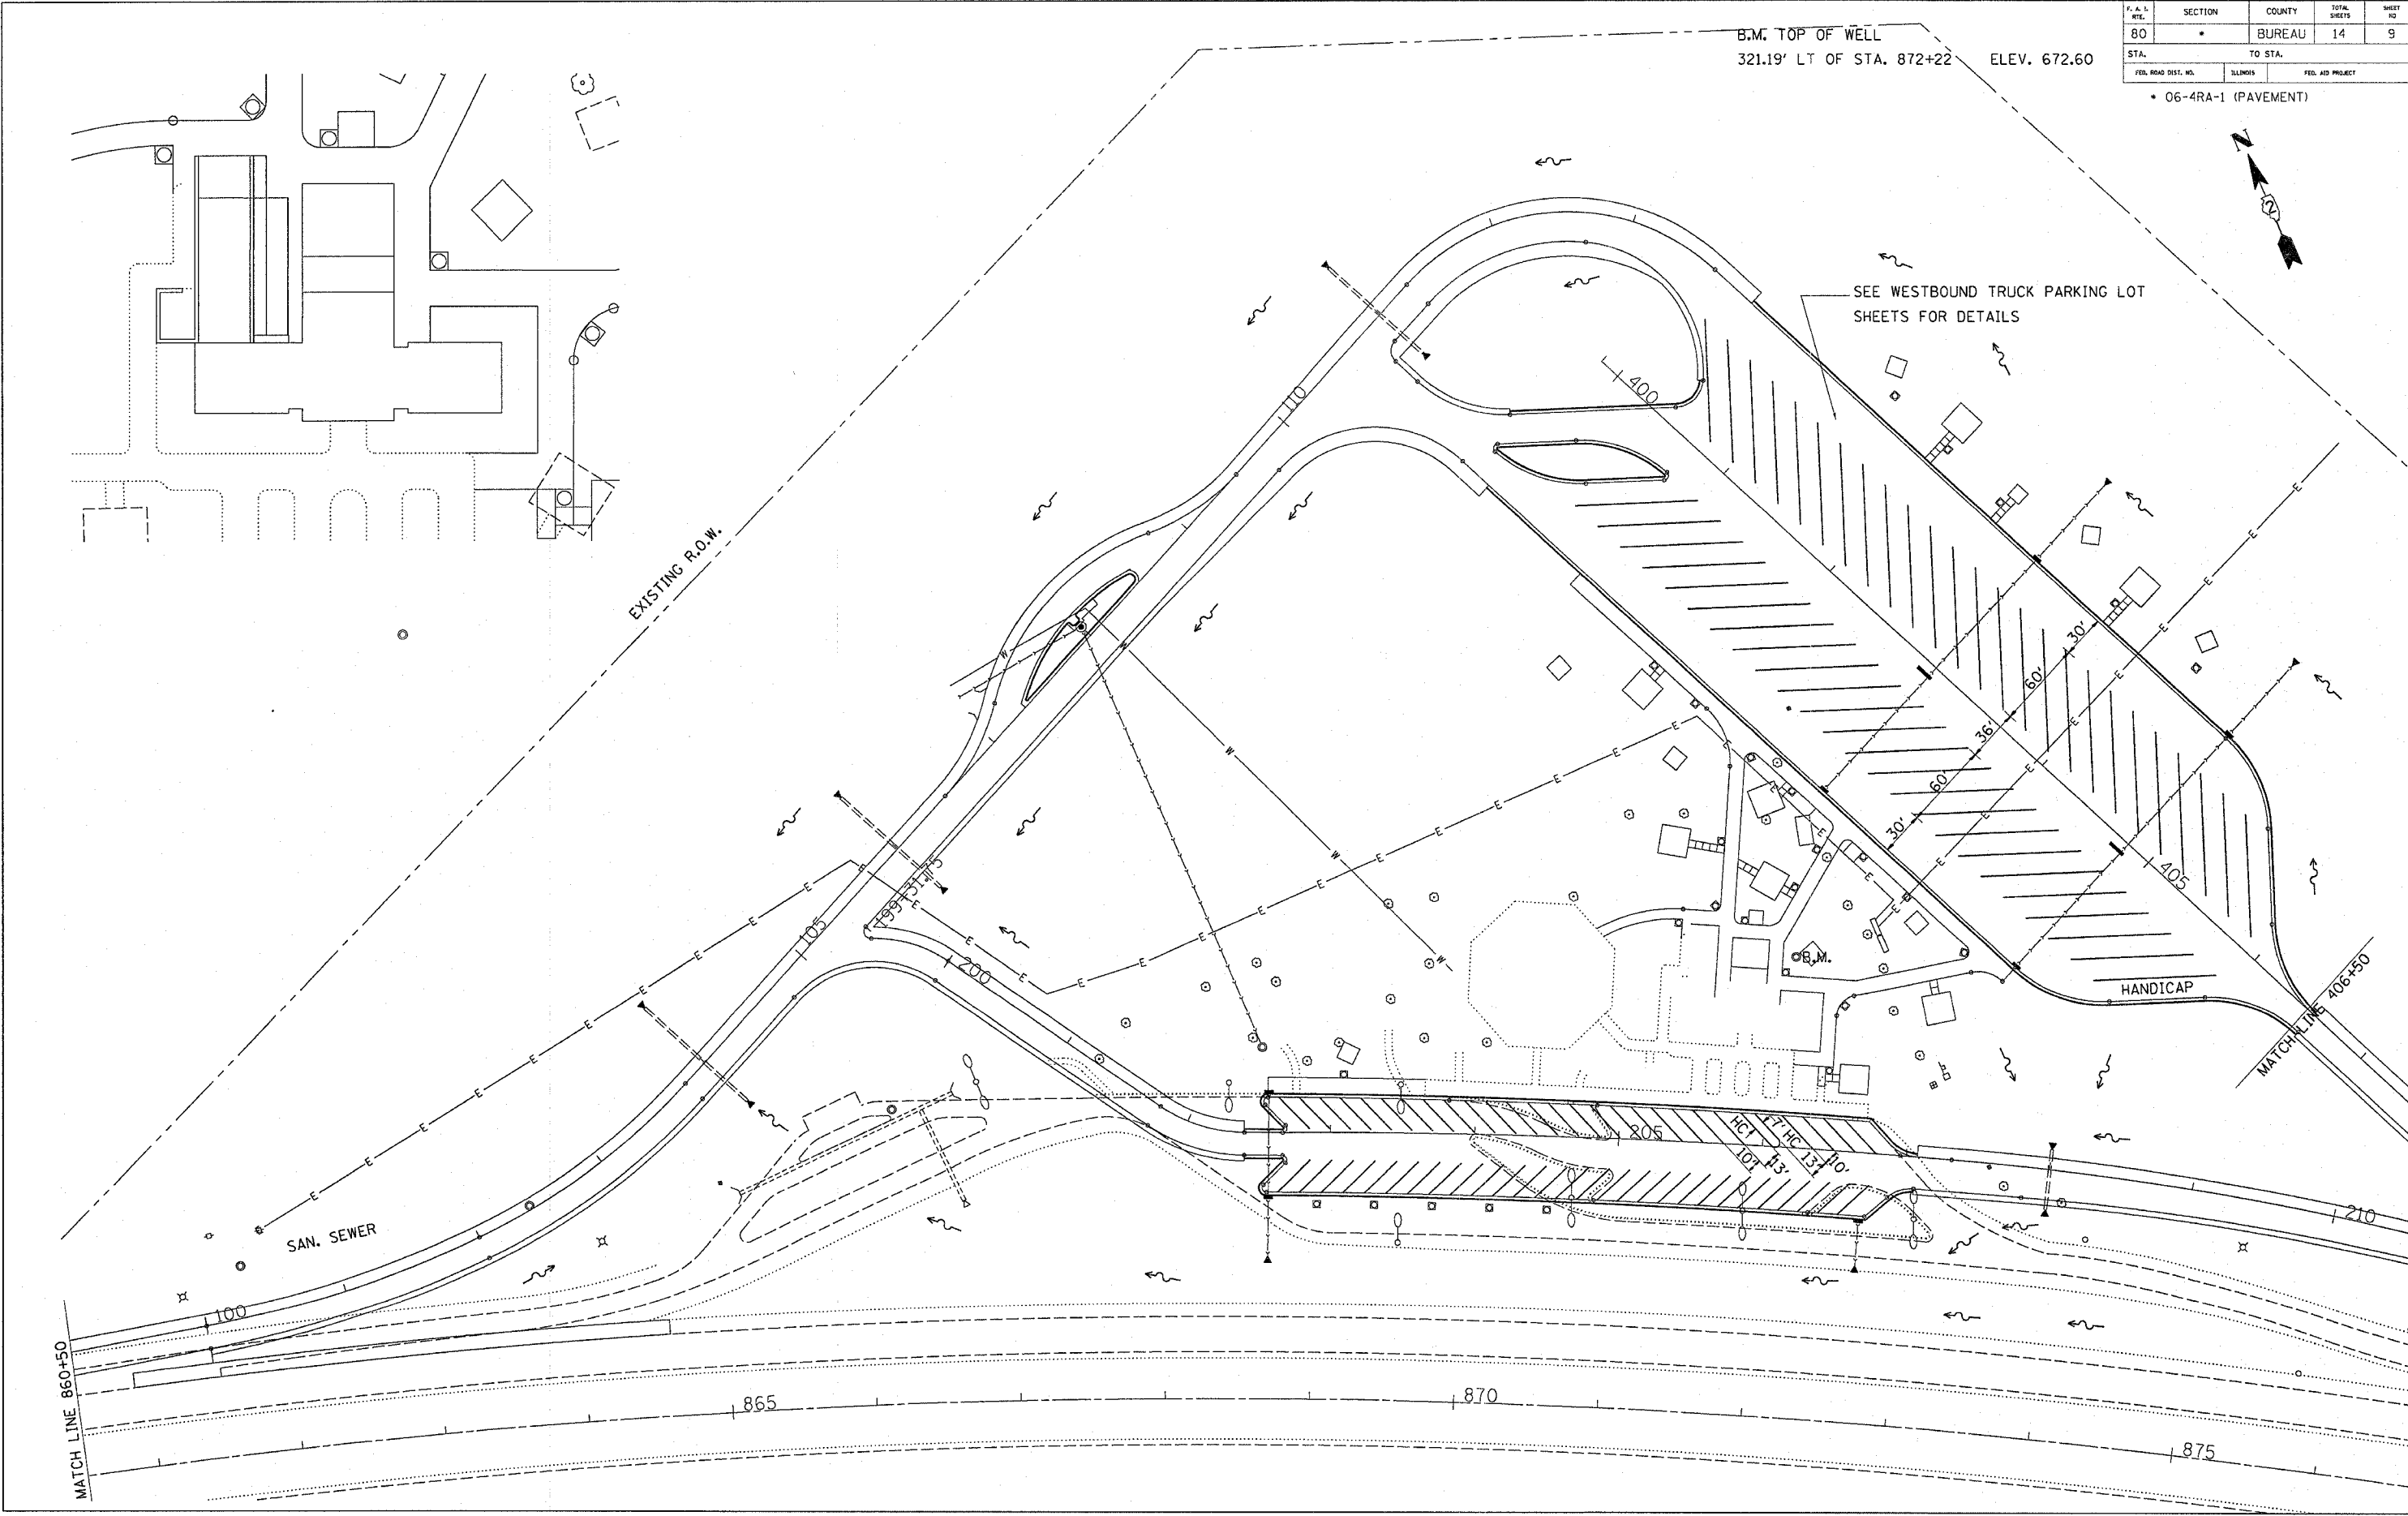 B.M. TOP OF WELL
321.19' LT OF STA. 872+22 ELEV. 672.60
F. A. I. RTE. SECTION COUNTY TOTAL SHEETS SHEET NO
80 * BUREAU 14 9
STA. TO STA.
FED. ROAD DIST. NO. ILLINOIS FED. AID PROJECT
* 06-4RA-1 (PAVEMENT)
N
2
SEE WESTBOUND TRUCK PARKING LOT
SHEETS FOR DETAILS
EXISTING R.O.W.
400
110
30'
60'
36'
60'
30'
405
105
200
B.M.
HANDICAP
MATCH LINE 406+50
205
HC
7' HC
10'
13'
13'
10'
210
SAN. SEWER
100
MATCH LINE 860+50
865
870
875
E
W